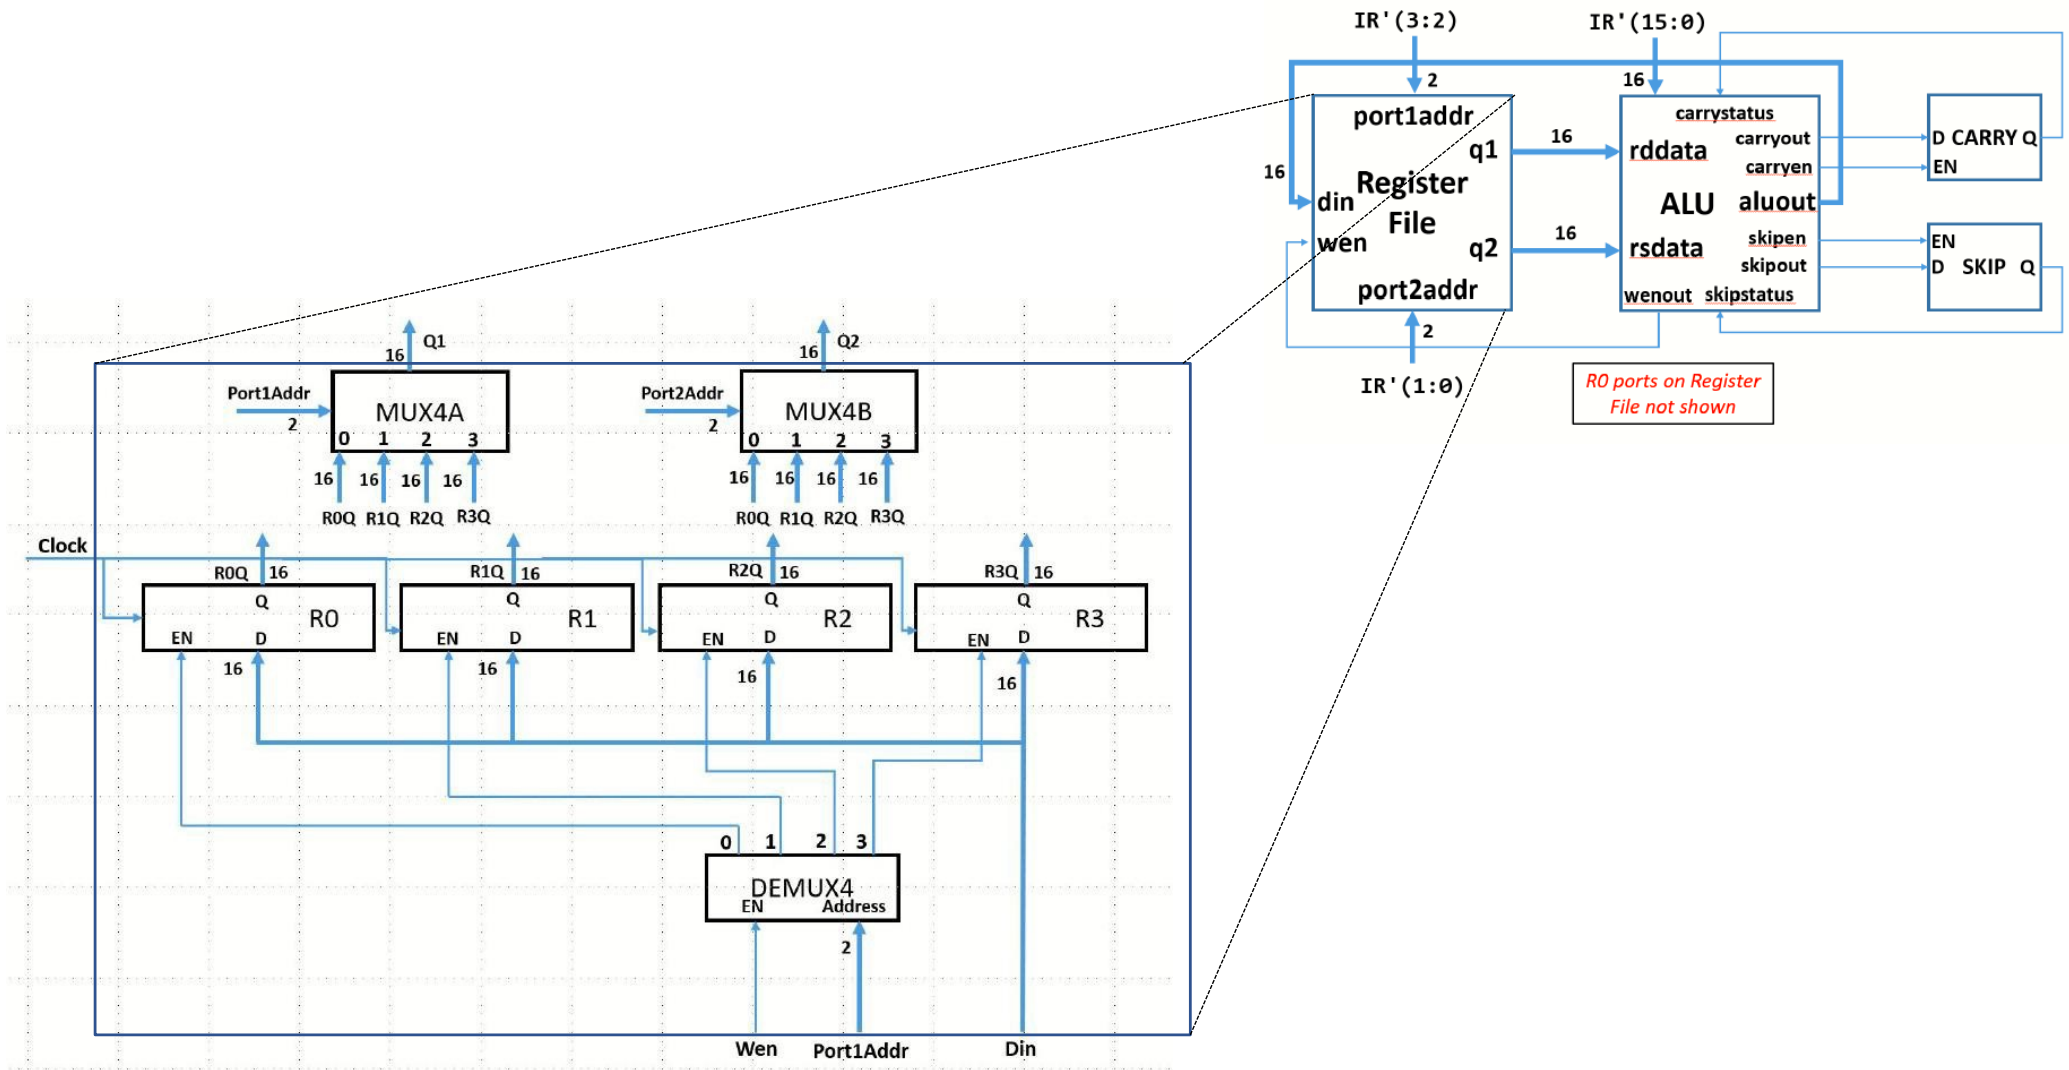 IR'(3:2)
IR'(15:0)
2
16
port1addr
carrystatus
q1
16
rddata
carryout
D CARRY Q
carryen
EN
16
Register
File
din
ALU
aluout
wen
16
q2
rsdata
skipen
EN
skipout
D SKIP Q
port2addr
wenout
skipstatus
2
IR'(1:0)
R0 ports on Register
File not shown
Q1
16
Q2
16
Port1Addr
2
MUX4A
0 1 2 3
Port2Addr
2
MUX4B
0 1 2 3
16 16 16 16
16 16 16 16
R0Q R1Q R2Q R3Q
R0Q R1Q R2Q R3Q
Clock
R0Q 16
R1Q 16
R2Q 16
R3Q 16
Q
R0
EN D
Q
R1
EN D
Q
R2
EN D
Q
R3
EN D
16
16
16
16
0 1 2 3
DEMUX4
EN Address
2
Wen
Port1Addr
Din